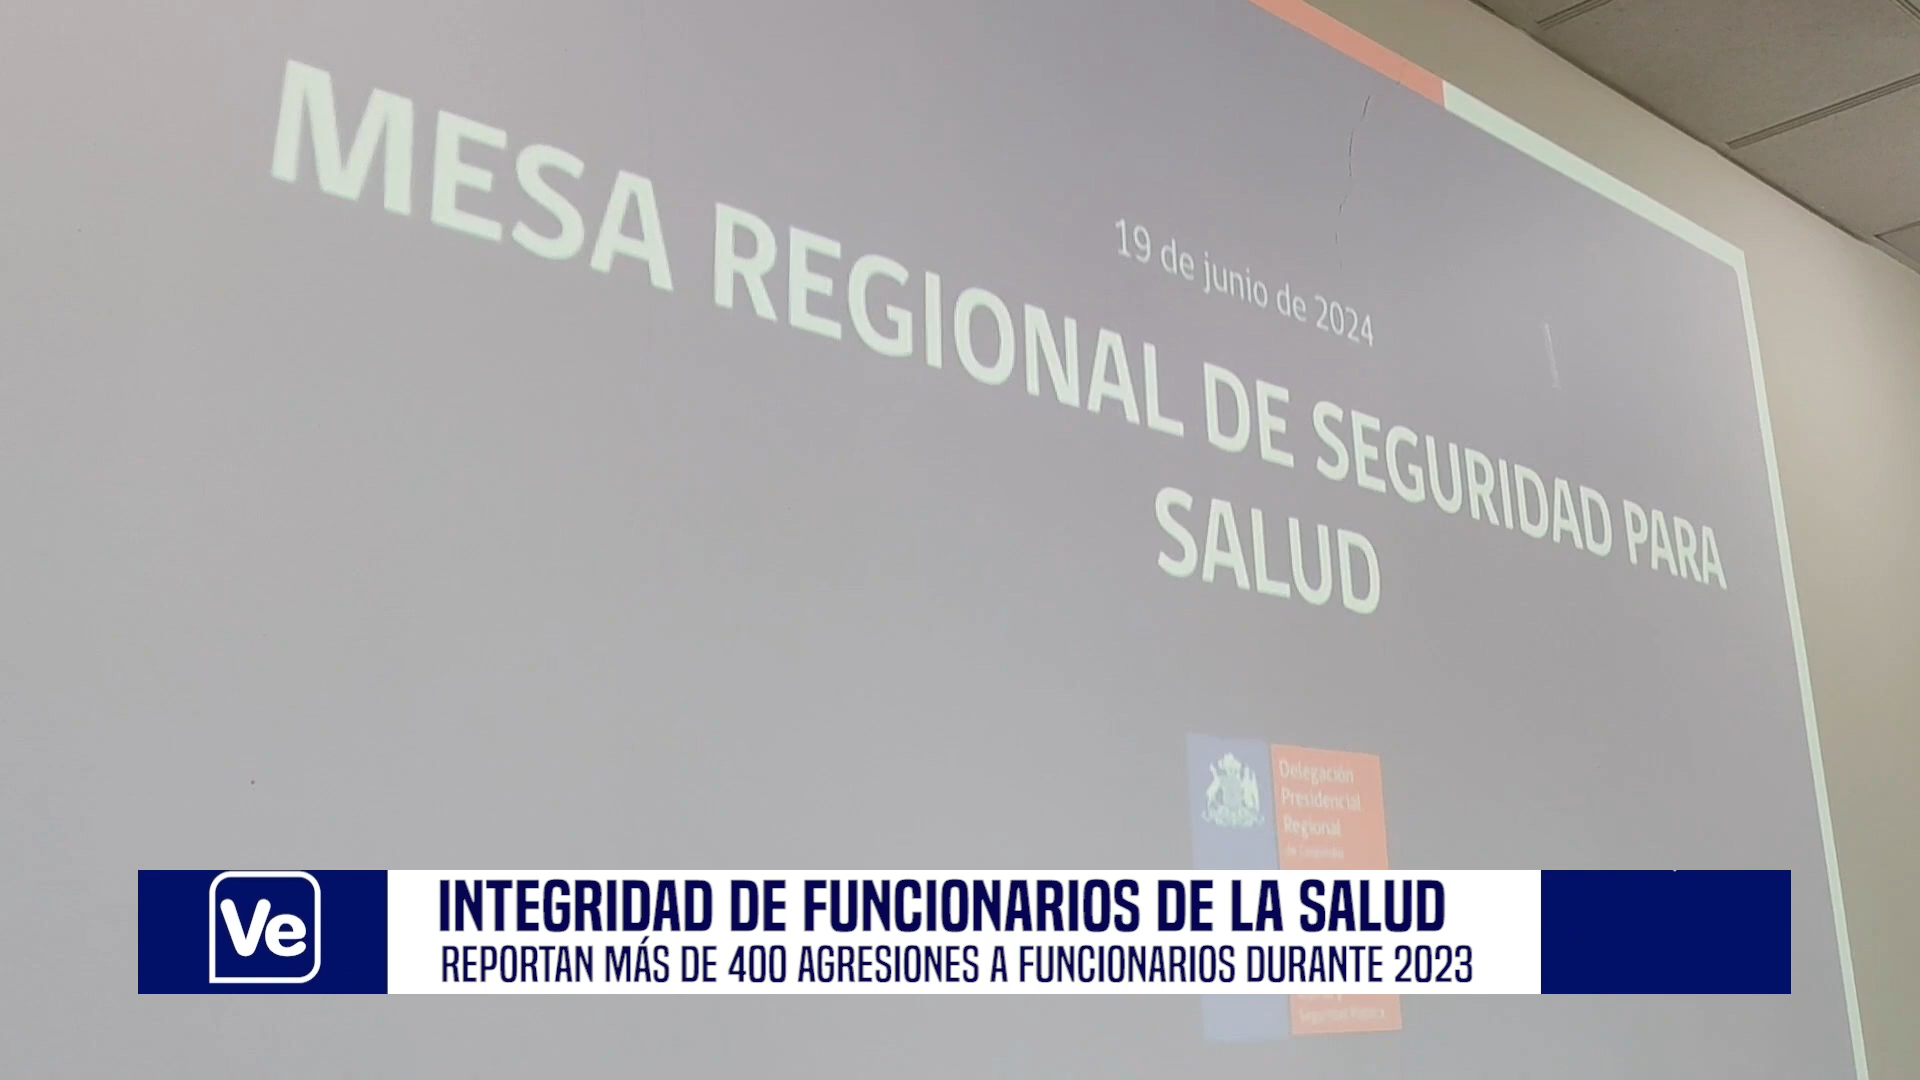 19 de junio de 2024
MESA REGIONAL DE SEGURIDAD PARA
SALUD
Delegación
Presidencial
Regional
Ve
INTEGRIDAD DE FUNCIONARIOS DE LA SALUD
REPORTAN MÁS DE 400 AGRESIONES A FUNCIONARIOS DURANTE 2023